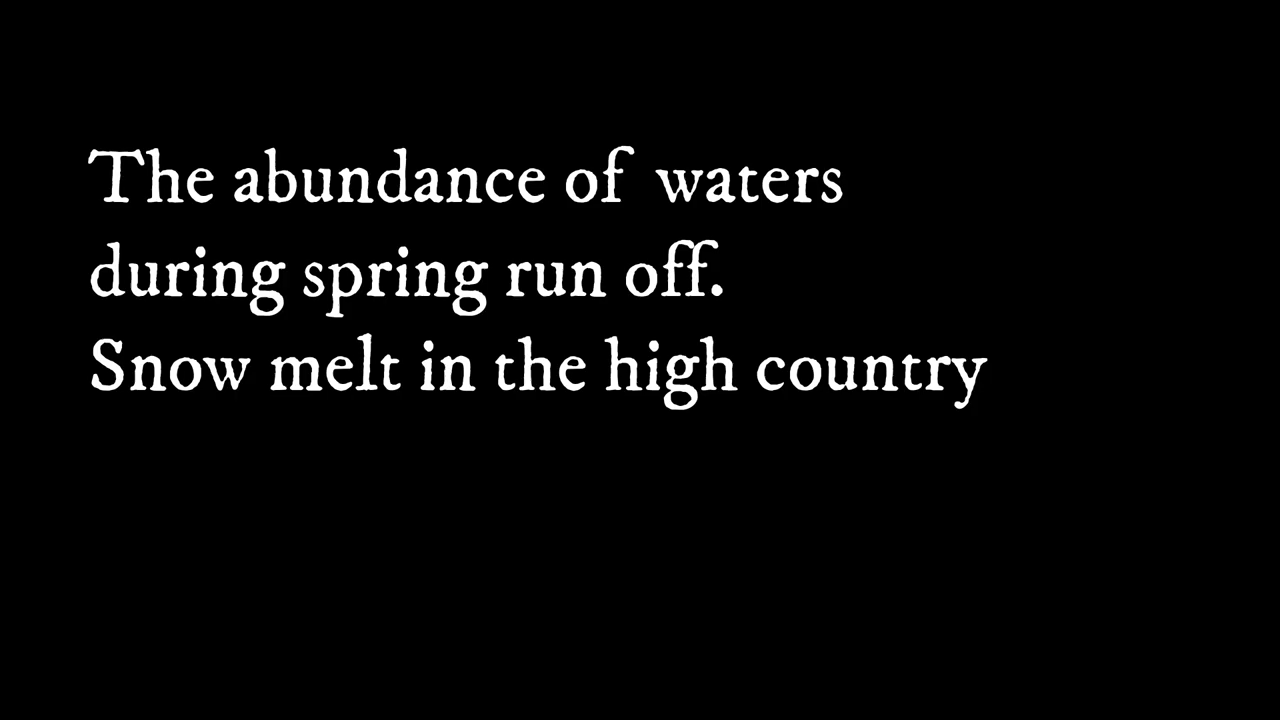 The abundance of waters
during spring run off.
Snow melt in the high country